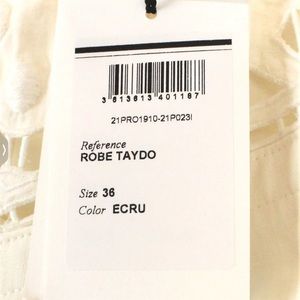 3 613613 401187
21PRO1910-21P023I
Reference
ROBE TAYDO
Size 36
Color ECRU